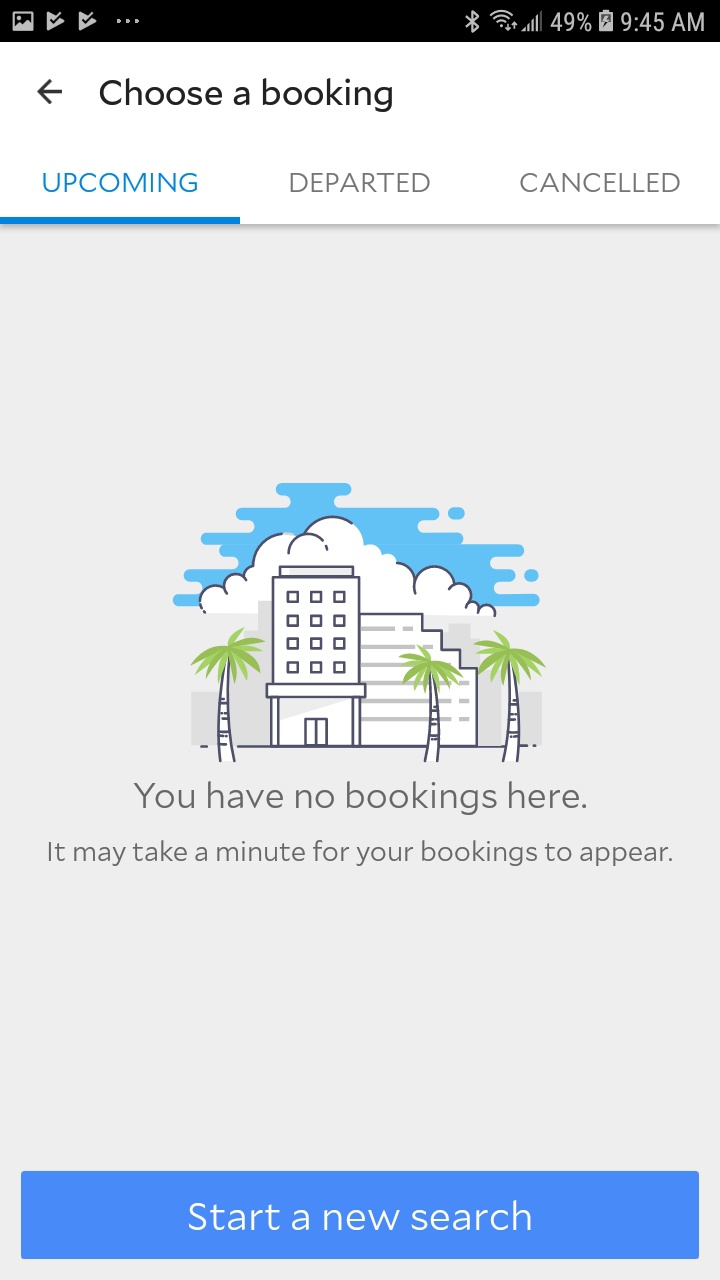 49% 9:45 AM
Choose a booking
UPCOMING DEPARTED CANCELLED
You have no bookings here.
It may take a minute for your bookings to appear.
Start a new search